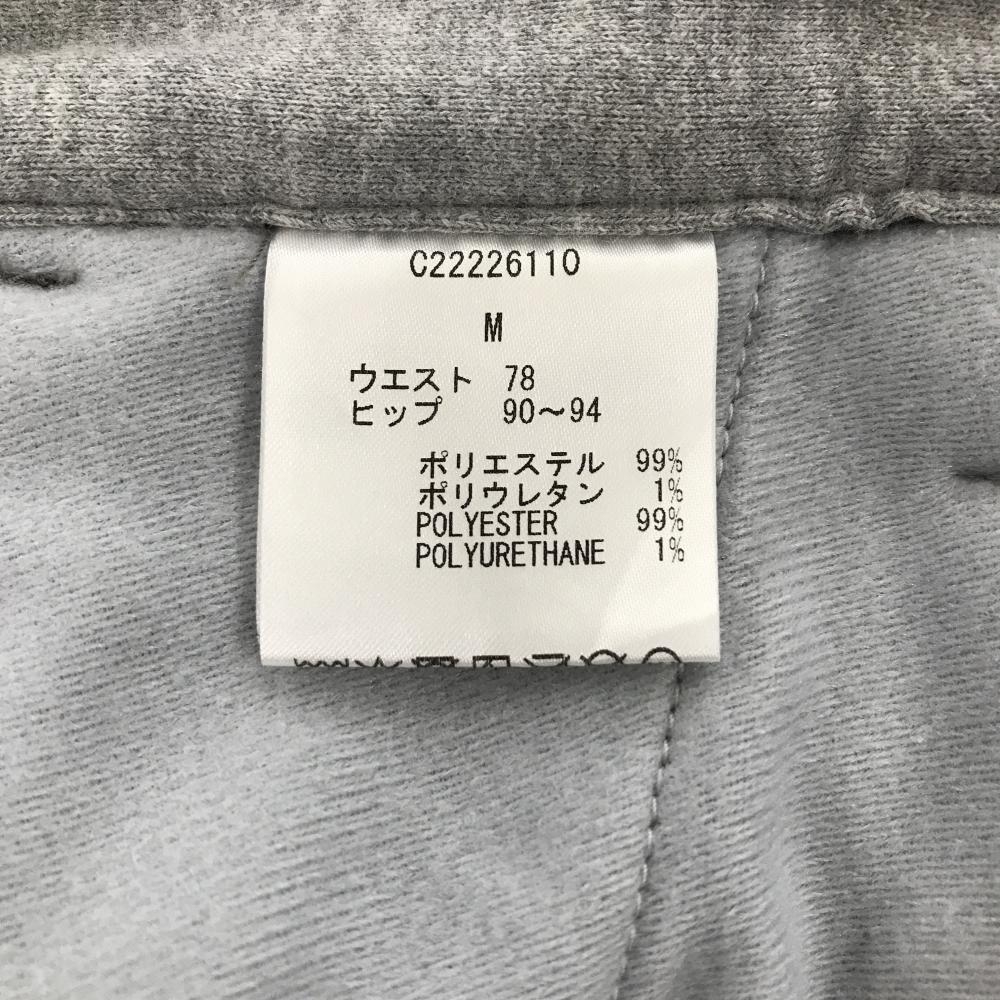 C22226110
M
ウエスト 78
ヒップ 90～94
ポリエステル 99%
ポリウレタン 1%
POLYESTER 99%
POLYURETHANE 1%